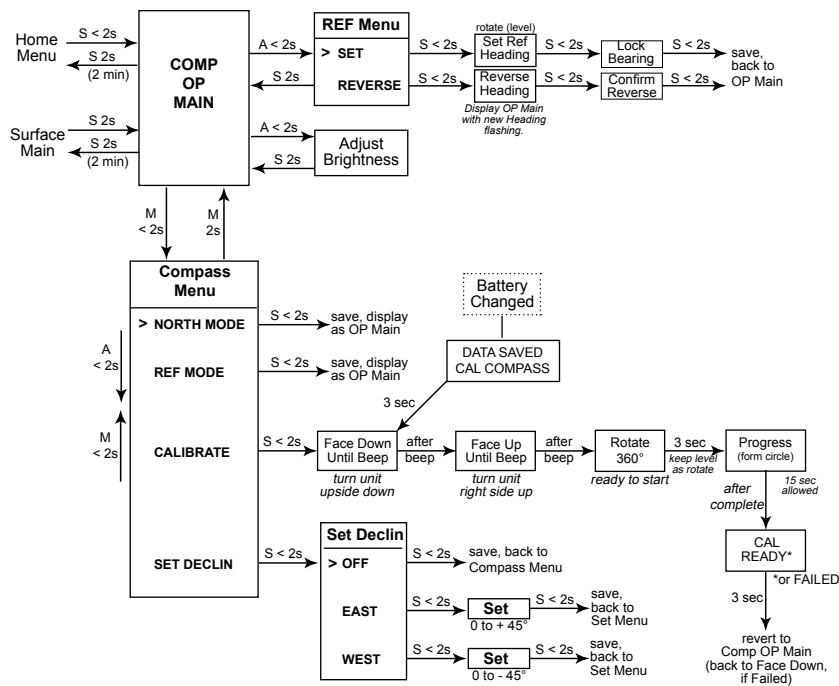 Home
Menu
S < 2s
S 2s
(2 min)
Surface
Main
S 2s
S 2s
(2 min)
COMP
OP
MAIN
A < 2s
S 2s
A < 2s
S 2s
REF Menu
> SET
REVERSE
S < 2s
S < 2s
rotate (level)
Set Ref
Heading
S < 2s
Lock
Bearing
S < 2s
save,
back to
OP Main
Reverse
Heading
S < 2s
Confirm
Reverse
S < 2s
Display OP Main
with new Heading
flashing.
Adjust
Brightness
M
< 2s
M
2s
Compass
Menu
> NORTH MODE
S < 2s
save, display
as OP Main
A
< 2s
REF MODE
S < 2s
save, display
as OP Main
M
< 2s
Battery
Changed
DATA SAVED
CAL COMPASS
3 sec
CALIBRATE
S < 2s
Face Down
Until Beep
turn unit
upside down
after
beep
Face Up
Until Beep
turn unit
right side up
after
beep
Rotate
360°
ready to start
3 sec
keep level
as rotate
Progress
(form circle)
15 sec
allowed
after
complete
CAL
READY*
*or FAILED
3 sec
revert to
Comp OP Main
(back to Face Down,
if Failed)
SET DECLIN
S < 2s
Set Declin
> OFF
S < 2s
save, back to
Compass Menu
EAST
S < 2s
Set
0 to + 45°
S < 2s
save,
back to
Set Menu
WEST
S < 2s
Set
0 to - 45°
S < 2s
save,
back to
Set Menu